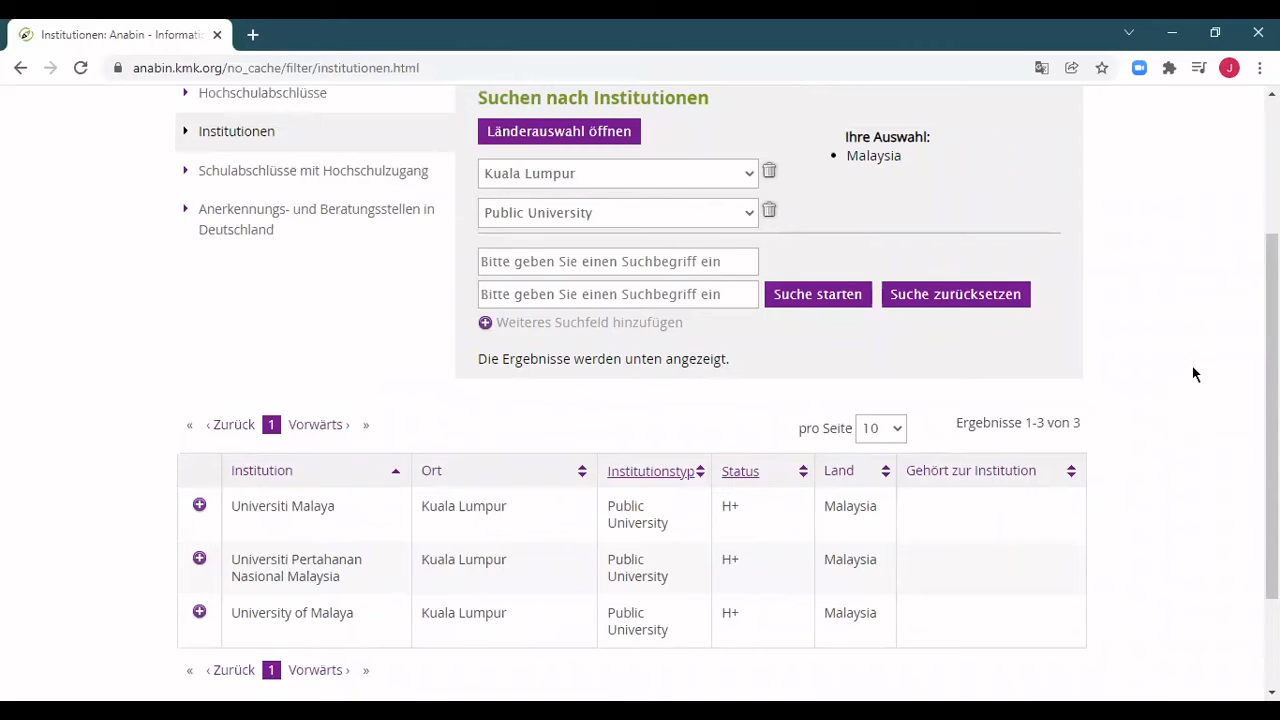 Institutionen: Anabin - Informati
anabin.kmk.org/no_cache/filter/institutionen.html
J
Hochschulabschlüsse
Institutionen
Schulabschlüsse mit Hochschulzugang
Anerkennungs- und Beratungsstellen in
Deutschland
Suchen nach Institutionen
Länderauswahl öffnen
Ihre Auswahl:
• Malaysia
Kuala Lumpur
Public University
Bitte geben Sie einen Suchbegriff ein
Bitte geben Sie einen Suchbegriff ein
Suche starten
Suche zurücksetzen
Weiteres Suchfeld hinzufügen
Die Ergebnisse werden unten angezeigt.
« ‹ Zurück 1 Vorwärts › »
pro Seite 10
Ergebnisse 1-3 von 3
Institution Ort Institutionstyp Status Land Gehört zur Institution
Universiti Malaya Kuala Lumpur Public H+ Malaysia
University
Universiti Pertahanan Kuala Lumpur Public H+ Malaysia
Nasional Malaysia University
University of Malaya Kuala Lumpur Public H+ Malaysia
University
« ‹ Zurück 1 Vorwärts › »